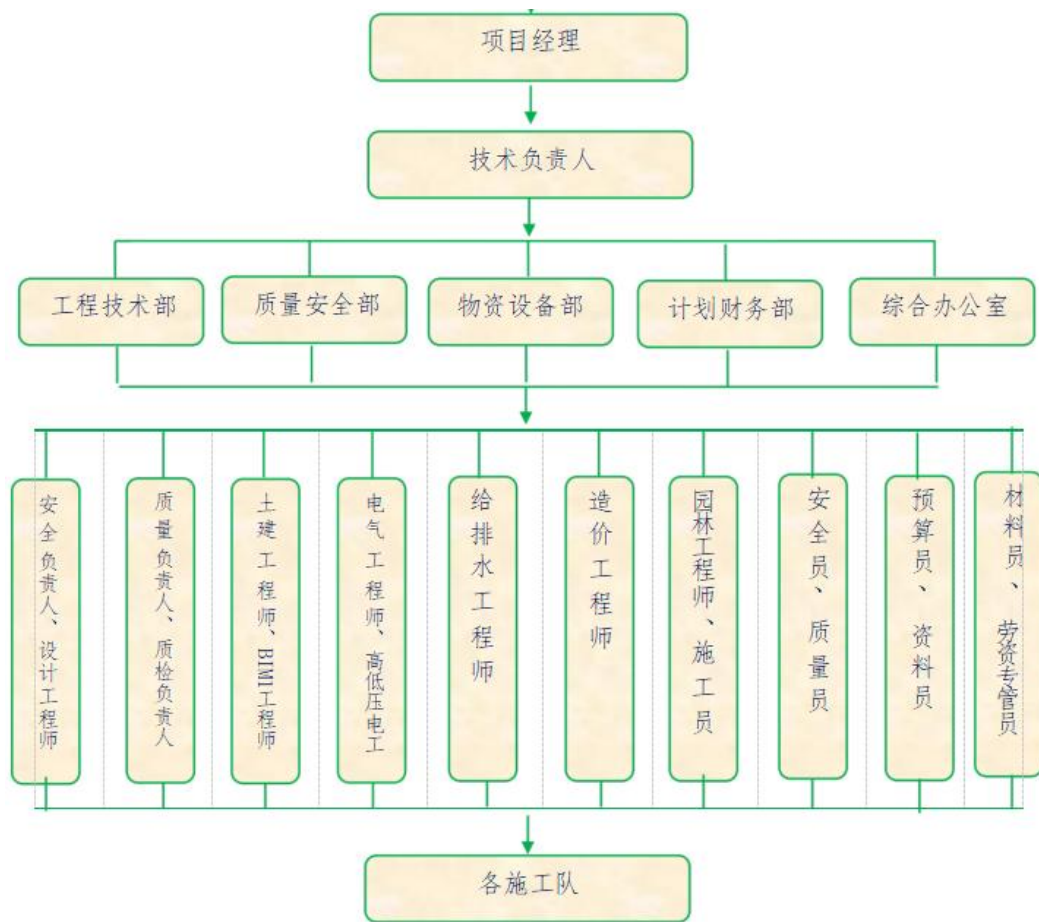 项目经理
技术负责人
工程技术部
质量安全部
物资设备部
计划财务部
综合办公室
安全负责人、设计工程师
质量负责人、质检负责人
土建工程师、BIMI工程师
电气工程师、高低压电工
给排水工程师
造价工程师
园林工程师、施工员
安全员、质量员
预算员、资料员
材料员、劳资专管员
各施工队